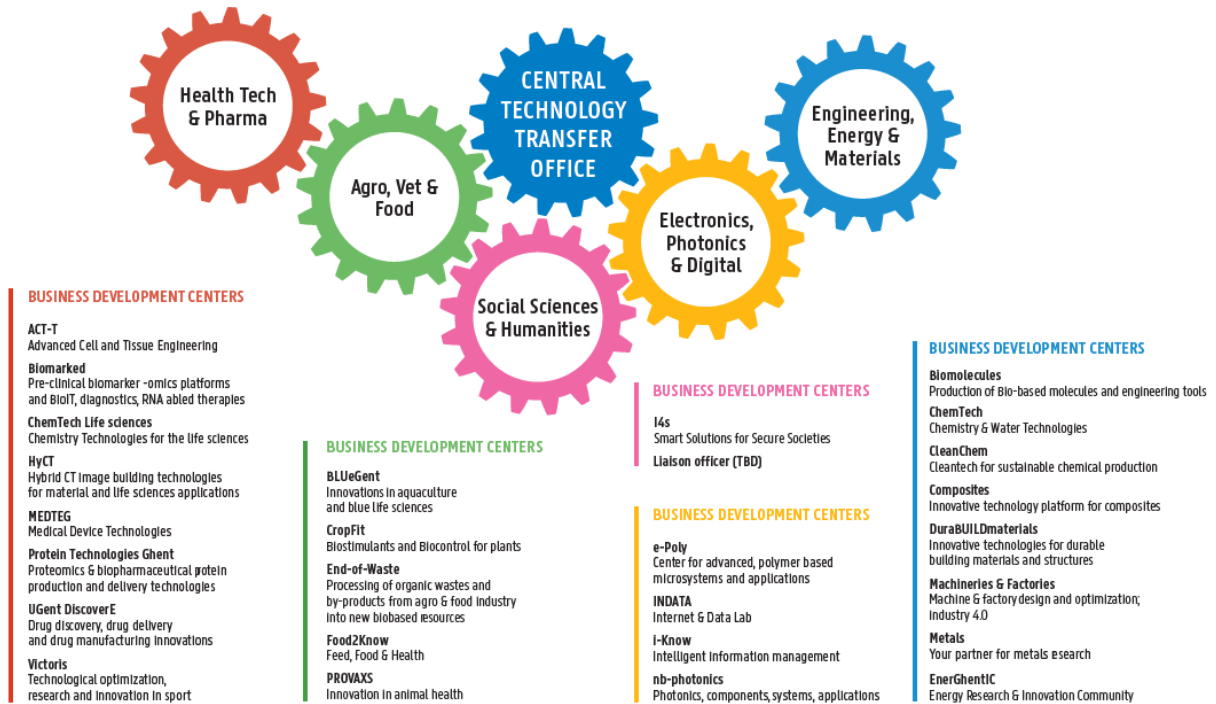 Health Tech
& Pharma
Agro, Vet &
Food
CENTRAL
TECHNOLOGY
TRANSFER
OFFICE
Social Sciences
& Humanities
Electronics,
Photonics
& Digital
Engineering,
Energy &
Materials
BUSINESS DEVELOPMENT CENTERS
ACT-T
Advanced Cell and Tissue Engineering
Biomarked
Pre-clinical biomarker -omics platforms
and BioIT, diagnostics, RNA abled therapies
ChemTech Life sciences
Chemistry Technologies for the life sciences
HyCT
Hybrid CT image building technologies
for material and life sciences applications
MEDTEG
Medical Device Technologies
Protein Technologies Ghent
Proteomics & biopharmaceutical protein
production and delivery technologies
UGent DiscoverE
Drug discovery, drug delivery
and drug manufacturing innovations
Victoris
Technological optimization,
research and innovation in sport
BUSINESS DEVELOPMENT CENTERS
BLUeGent
Innovations in aquaculture
and blue life sciences
CropFit
Biostimulants and Biocontrol for plants
End-of-Waste
Processing of organic wastes and
by-products from agro & food industry
into new biobased resources
Food2Know
Feed, Food & Health
PROVAXS
Innovation in animal health
BUSINESS DEVELOPMENT CENTERS
I4s
Smart Solutions for Secure Societies
Liaison officer (TBD)
BUSINESS DEVELOPMENT CENTERS
e-Poly
Center for advanced, polymer based
microsystems and applications
INDATA
Internet & Data Lab
i-Know
Intelligent information management
nb-photonics
Photonics, components, systems, applications
BUSINESS DEVELOPMENT CENTERS
Biomolecules
Production of Bio-based molecules and engineering tools
ChemTech
Chemistry & Water Technologies
CleanChem
Cleantech for sustainable chemical production
Composites
Innovative technology platform for composites
DuraBUILDmaterials
Innovative technologies for durable
building materials and structures
Machineries & Factories
Machine & factory design and optimization;
industry 4.0
Metals
Your partner for metals research
EnerGhentIC
Energy Research & Innovation Community